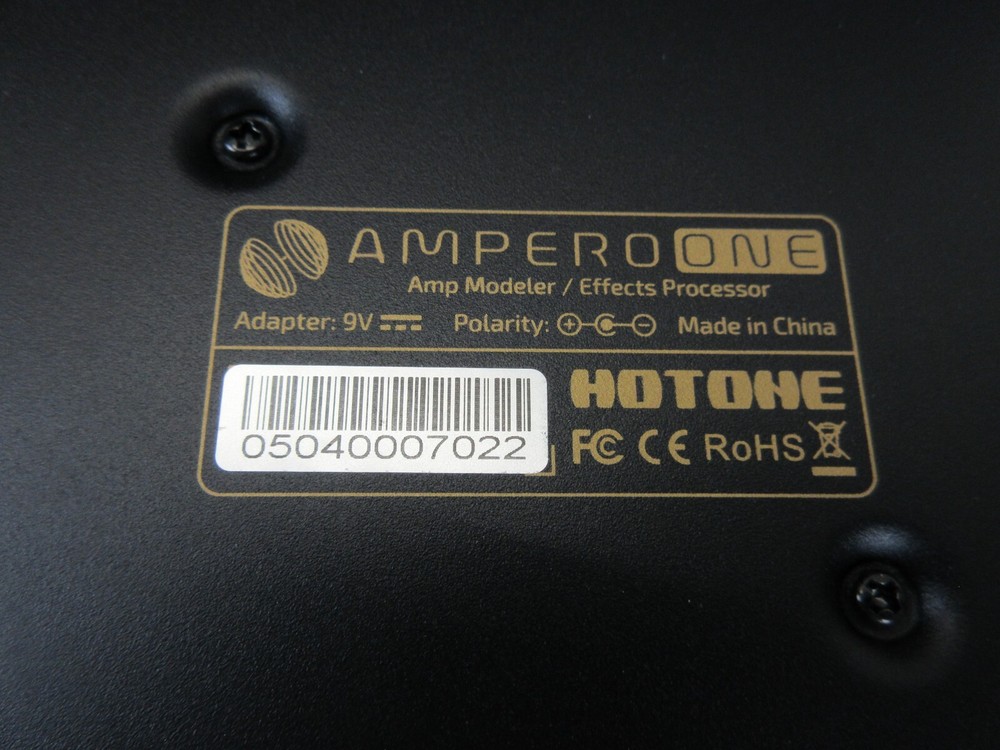 AMPERO ONE
Amp Modeler / Effects Processor
Adapter: 9V Polarity: Made in China
HOTONE
05040007022
FC CE RoHS